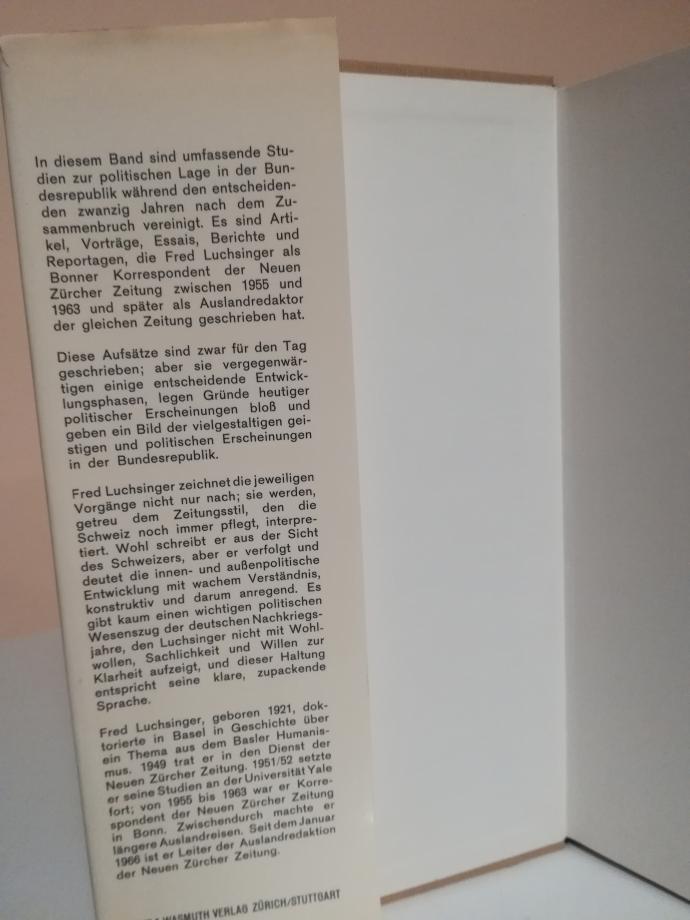 In diesem Band sind umfassende Stu-
dien zur politischen Lage in der Bun-
desrepublik während den entscheiden-
den zwanzig Jahren nach dem Zu-
sammenbruch vereinigt. Es sind Arti-
kel, Vorträge, Essais, Berichte und
Reportagen, die Fred Luchsinger als
Bonner Korrespondent der Neuen
Zürcher Zeitung zwischen 1955 und
1963 und später als Auslandredaktor
der gleichen Zeitung geschrieben hat.
Diese Aufsätze sind zwar für den Tag
geschrieben; aber sie vergegenwär-
tigen einige entscheidende Entwick-
lungsphasen, legen Gründe heutiger
politischer Erscheinungen bloß und
geben ein Bild der vielgestaltigen gei-
stigen und politischen Erscheinungen
in der Bundesrepublik.
Fred Luchsinger zeichnet die jeweiligen
Vorgänge nicht nur nach; sie werden,
getreu dem Zeitungsstil, den die
Schweiz noch immer pflegt, interpre-
tiert. Wohl schreibt er aus der Sicht
des Schweizers, aber er verfolgt und
deutet die innen- und außenpolitische
Entwicklung mit wachem Verständnis,
konstruktiv und darum anregend. Es
gibt kaum einen wichtigen politischen
Wesenszug der deutschen Nachkriegs-
jahre, den Luchsinger nicht mit Wohl-
wollen, Sachlichkeit und Willen zur
Klarheit aufzeigt, und dieser Haltung
entspricht seine klare, zupackende
Sprache.
Fred Luchsinger, geboren 1921, dok-
torierte in Basel in Geschichte über
ein Thema aus dem Basler Humanis-
mus. 1949 trat er in den Dienst der
Neuen Zürcher Zeitung. 1951/52 setzte
er seine Studien an der Universität Yale
fort; von 1955 bis 1963 war er Korre-
spondent der Neuen Zürcher Zeitung
in Bonn. Zwischendurch machte er
längere Auslandreisen. Seit dem Januar
1966 ist er Leiter der Auslandredaktion
der Neuen Zürcher Zeitung.
WASMUTH VERLAG ZÜRICH/STUTTGART